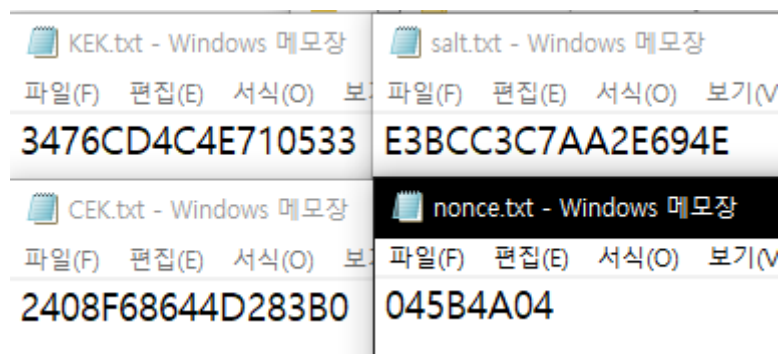 KEK.txt - Windows 메모장
파일(F) 편집(E) 서식(O)
3476CD4C4E710533
salt.txt - Windows 메모장
파일(F) 편집(E) 서식(O) 보기(V
E3BCC3C7AA2E694E
CEK.txt - Windows 메모장
파일(F) 편집(E) 서식(O)
2408F68644D283B0
nonce.txt - Windows 메모장
파일(F) 편집(E) 서식(O) 보기(V
045B4A04